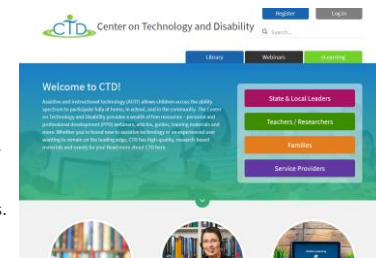 Register
Log In
CTD Center on Technology and Disability
Search...
Library
Webinars
eLearning
Welcome to CTD!
Assistive and instructional technology (AT/IT) allows children across the ability
spectrum to participate fully at home, in school, and in the community. The Center
on Technology and Disability provides a wealth of free resources – personal and
professional development (PPD) webinars, articles, guides, training materials and
more. Whether you're brand new to assistive technology or an experienced user
wanting to remain on the leading edge, CTD has high-quality, research-based
materials and events for you! Read more about CTD here.
State & Local Leaders
Teachers / Researchers
Families
Service Providers
s.